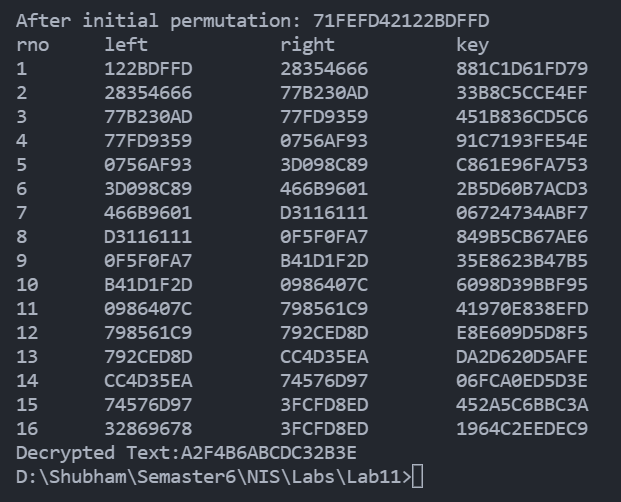 After initial permutation: 71FEFD42122BDFFD
rno left right key
1 122BDFFD 28354666 881C1D61FD79
2 28354666 77B230AD 33B8C5CCE4EF
3 77B230AD 77FD9359 451B836CD5C6
4 77FD9359 0756AF93 91C7193FE54E
5 0756AF93 3D098C89 C861E96FA753
6 3D098C89 466B9601 2B5D60B7ACD3
7 466B9601 D3116111 06724734ABF7
8 D3116111 0F5F0FA7 849B5CB67AE6
9 0F5F0FA7 B41D1F2D 35E8623B47B5
10 B41D1F2D 0986407C 6098D39BBF95
11 0986407C 798561C9 41970E838EFD
12 798561C9 792CED8D E8E609D5D8F5
13 792CED8D CC4D35EA DA2D620D5AFE
14 CC4D35EA 74576D97 06FCA0ED5D3E
15 74576D97 3FCFD8ED 452A5C6BBC3A
16 32869678 3FCFD8ED 1964C2EEDEC9
Decrypted Text:A2F4B6ABCDC32B3E
D:\Shubham\Semaster6\NIS\Labs\Lab11>